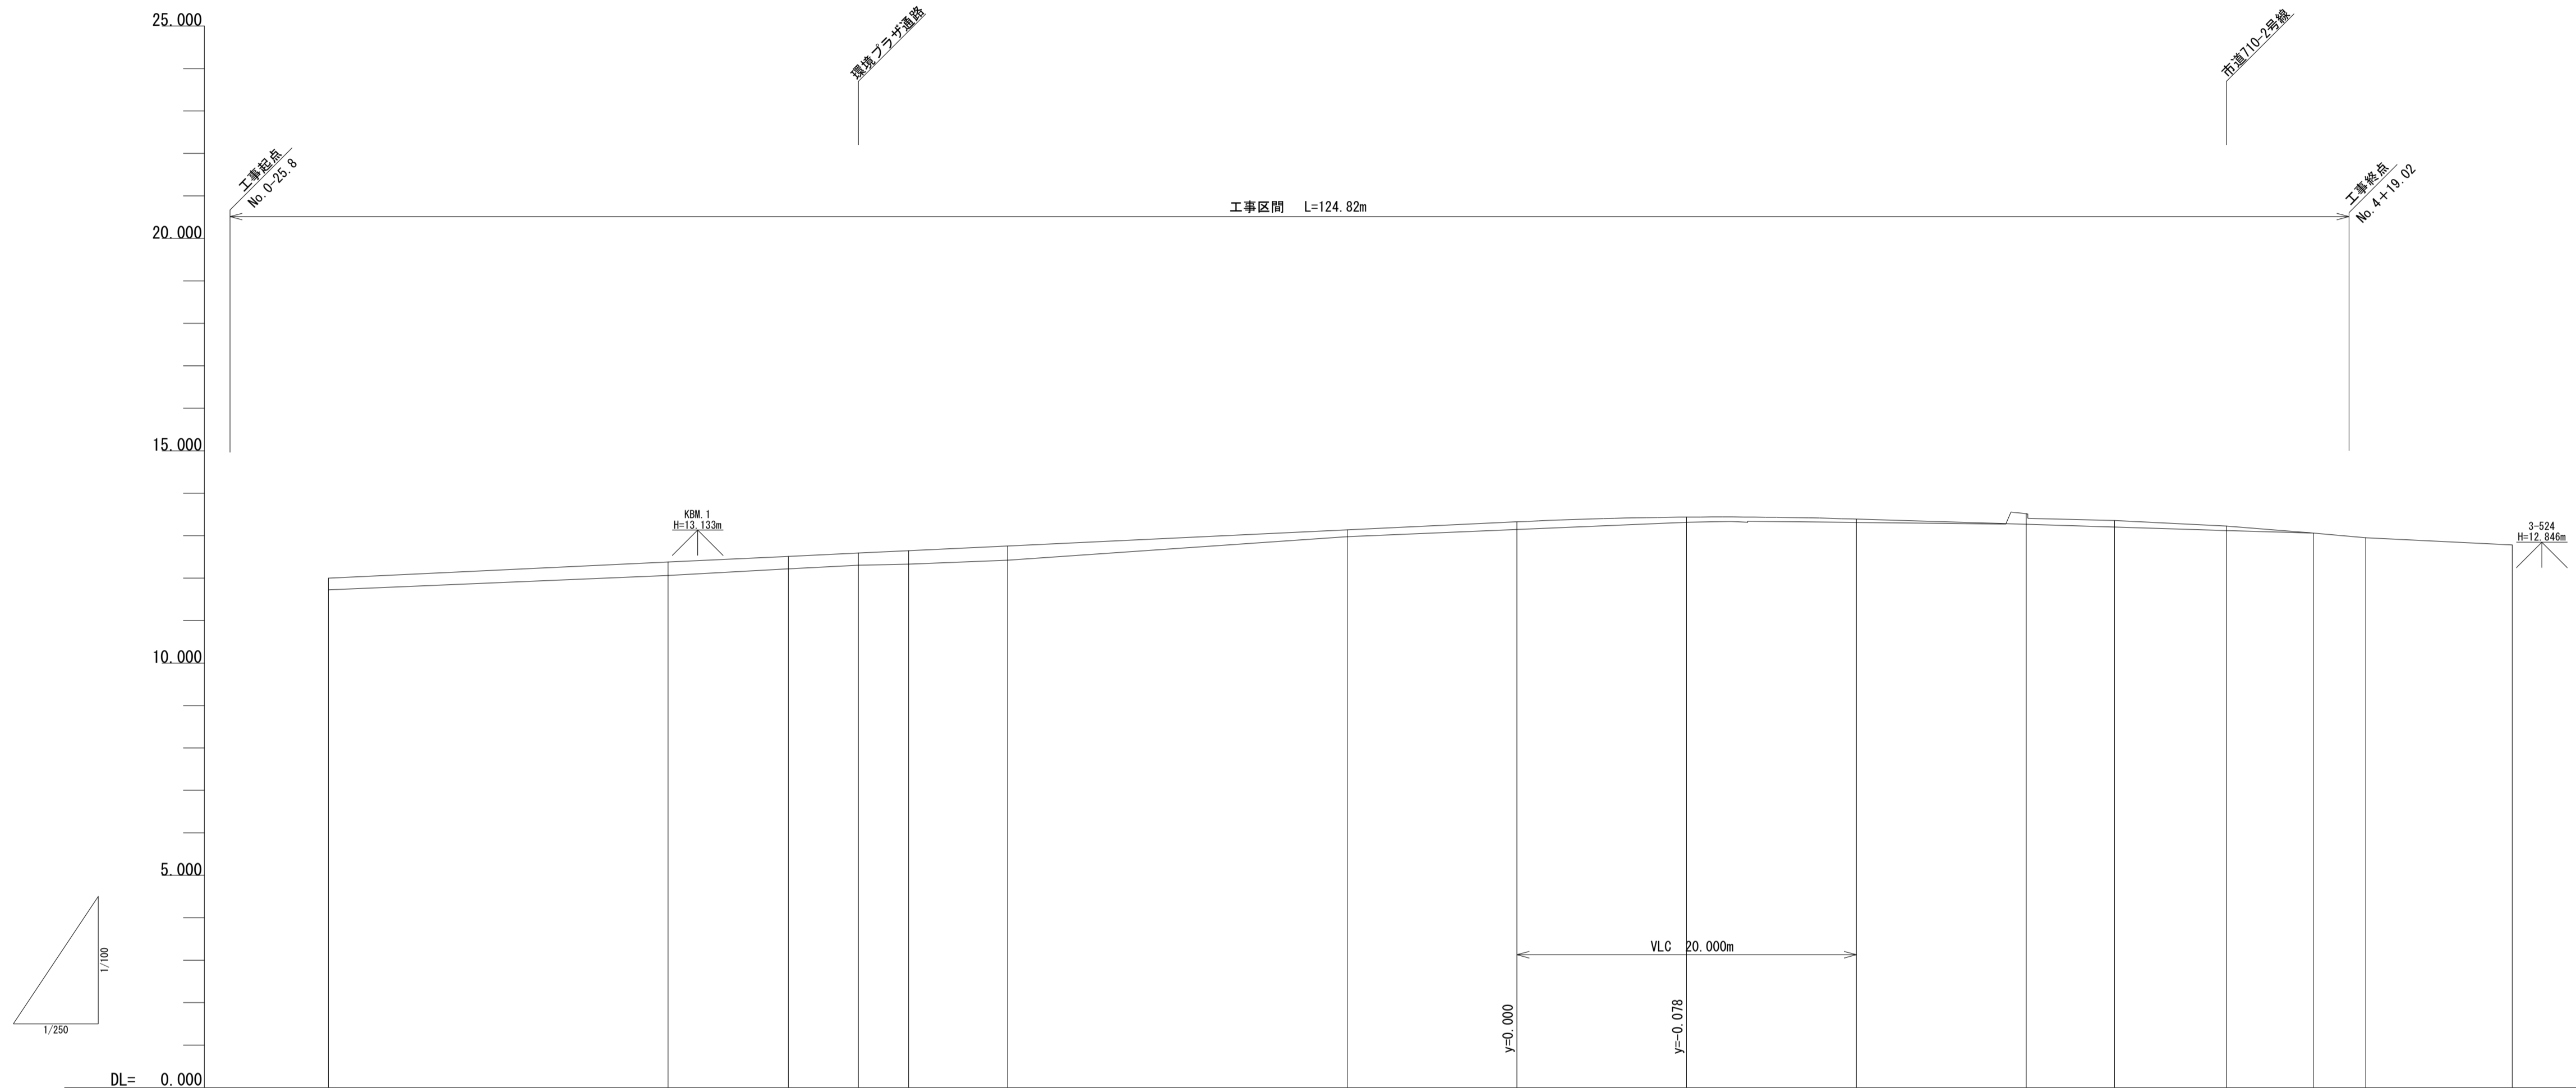 25.000
環境プラザ通路
市道710-2号線
工事起点
No.0-25.8
工事終点
No.4+19.02
工事区間 L=124.82m
20.000
15.000
KBM.1
H=13.133m
3-524
H=12.846m
10.000
5.000
1/100
1/250
VLC 20.000m
y=0.000
y=-0.078
DL= 0.000